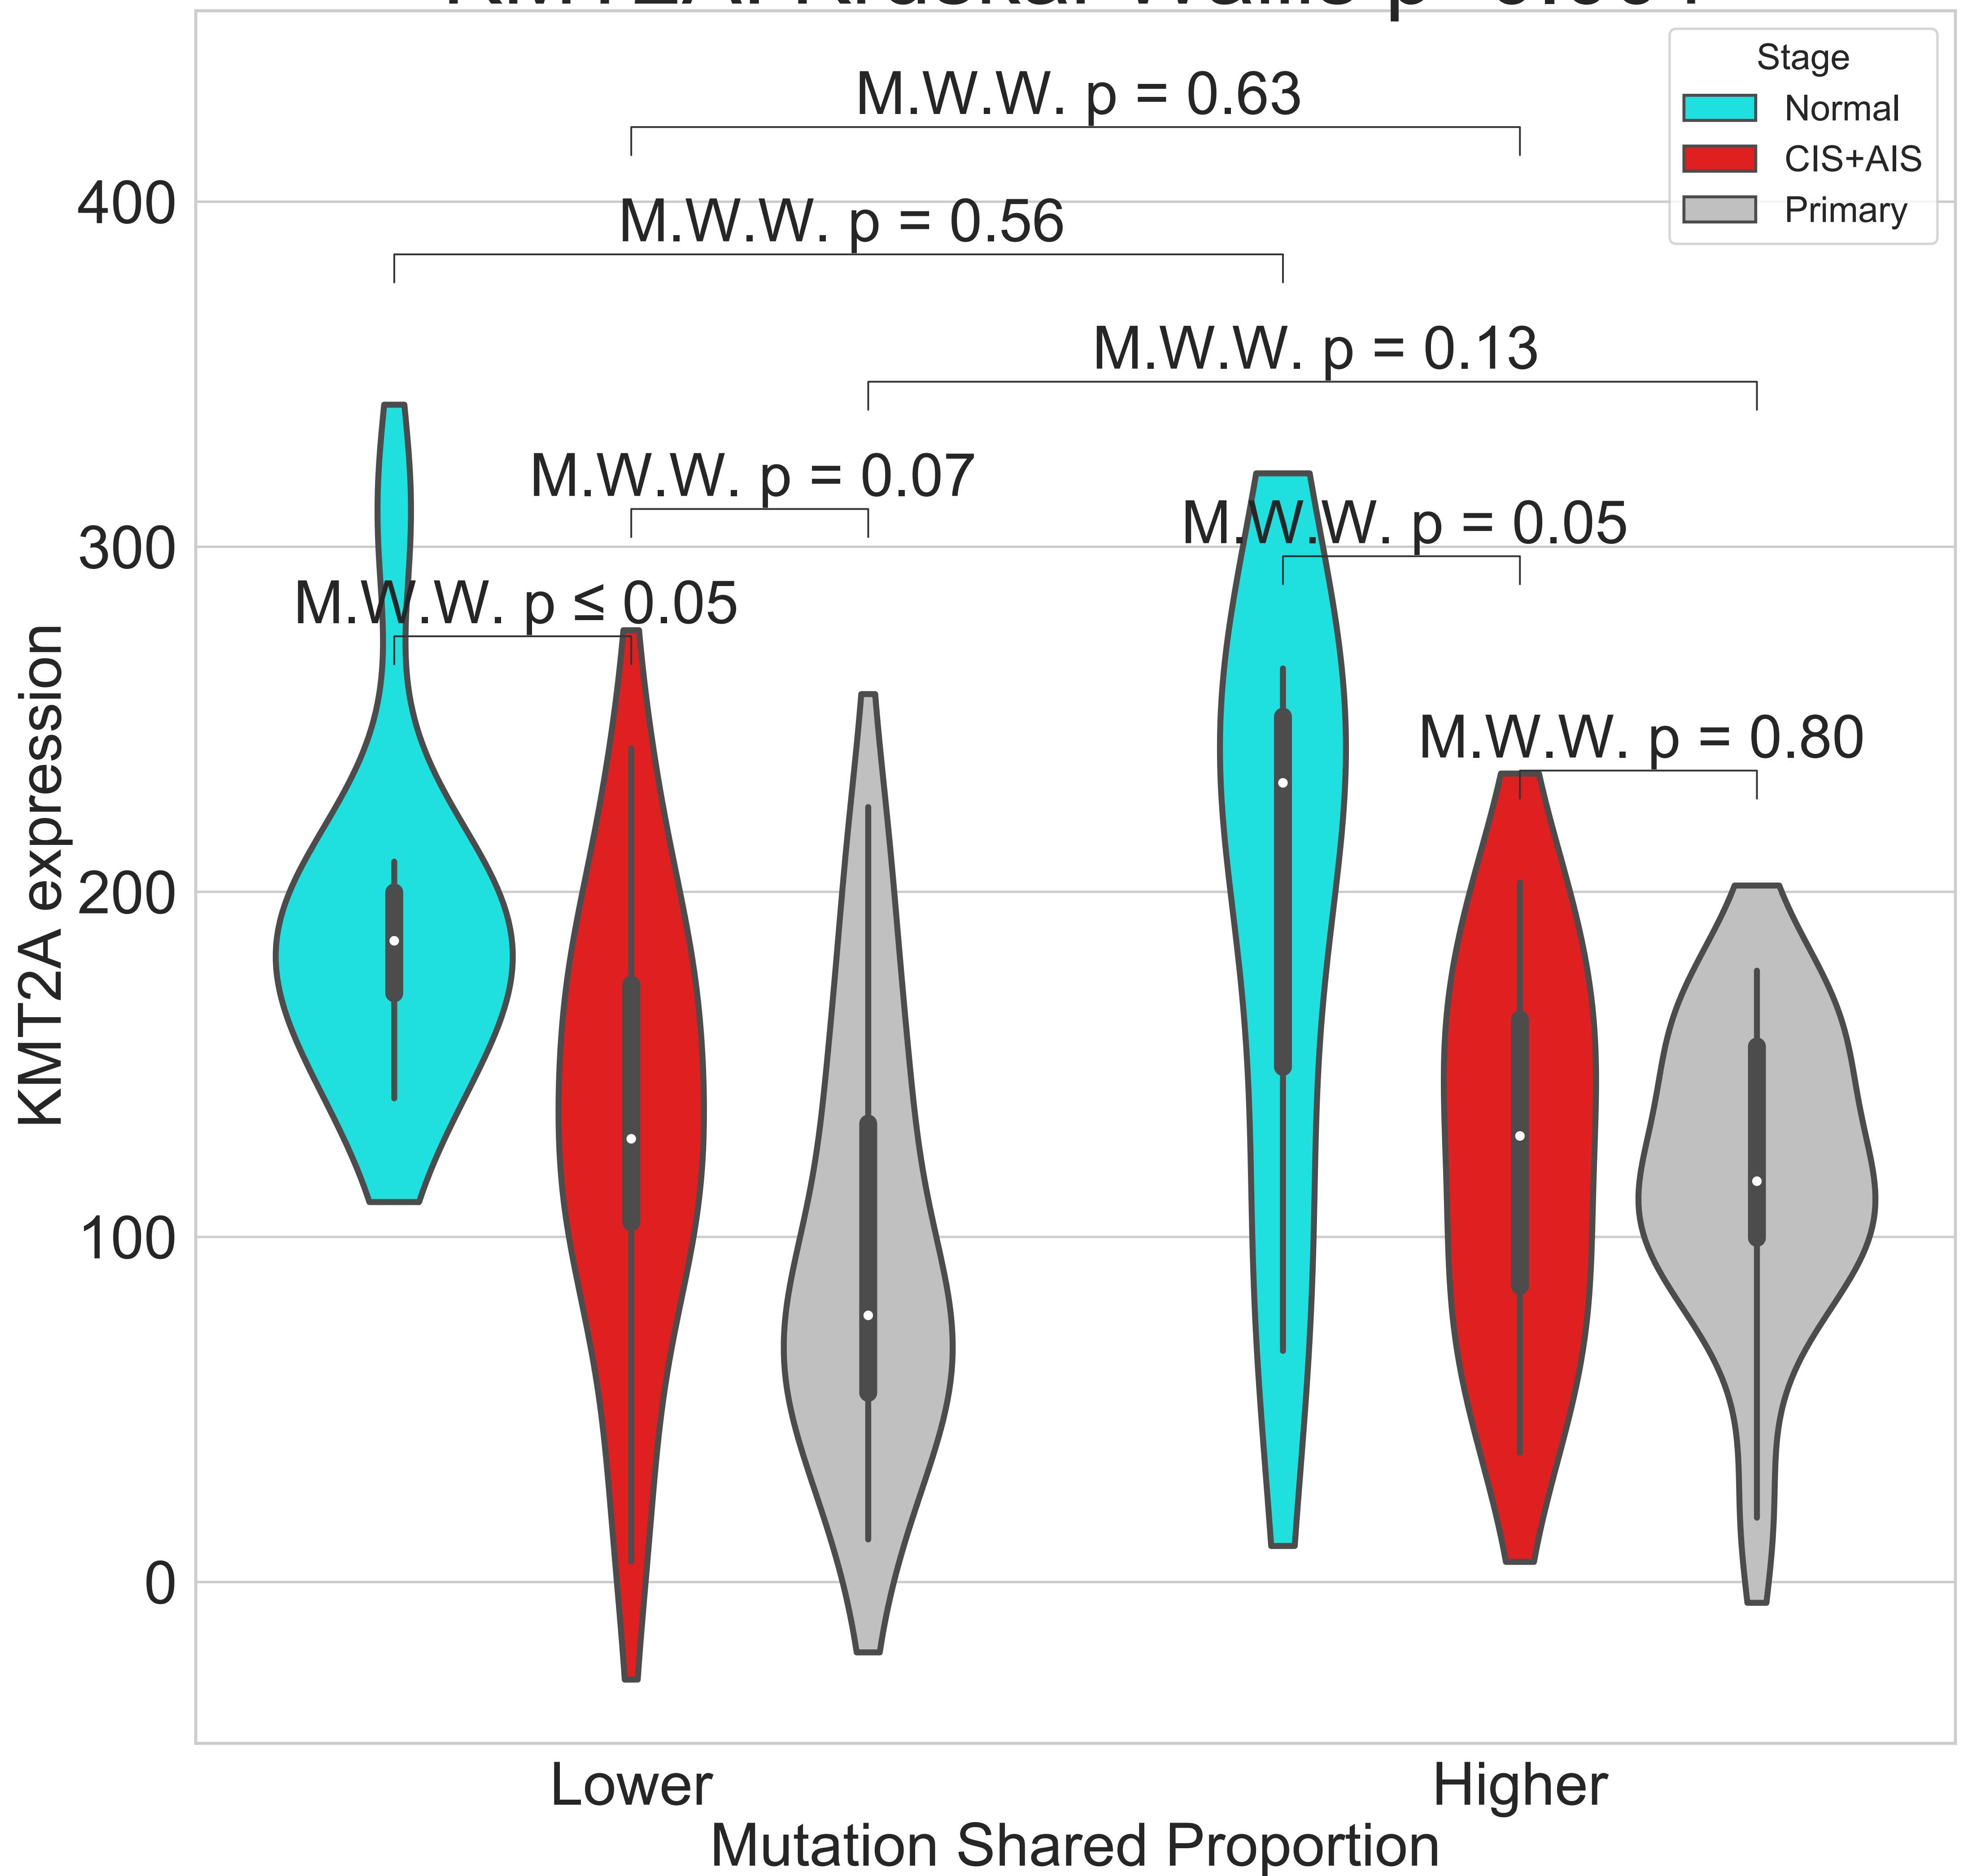 Stage
Normal
CIS+AIS
Primary
M.W.W. p = 0.63
400
M.W.W. p = 0.56
M.W.W. p = 0.13
M.W.W. p = 0.07
M.W.W. p = 0.05
300
M.W.W. p ≤ 0.05
M.W.W. p = 0.80
KMT2A expression
200
100
0
Lower
Higher
Mutation Shared Proportion